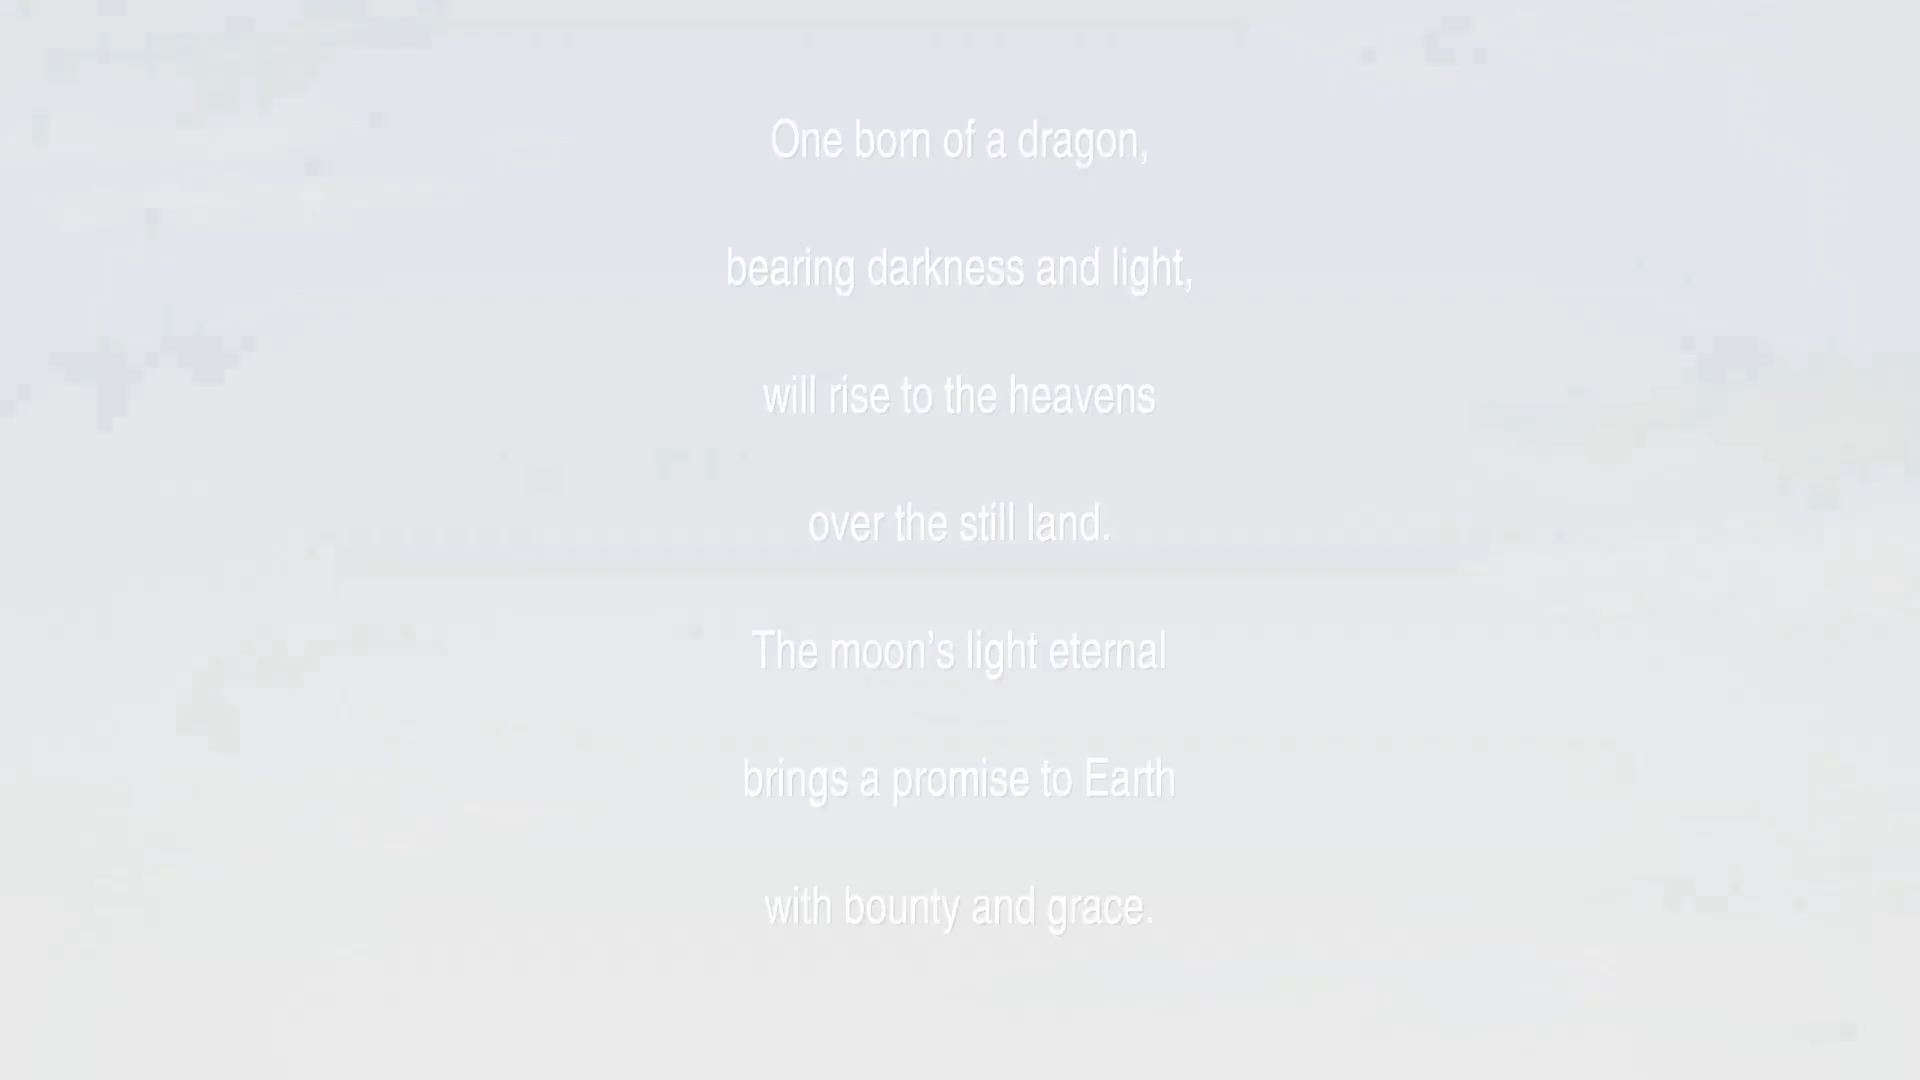 One born of a dragon,
bearing darkness and light,
will rise to the heavens
over the still land.
The moon’s light eternal
brings a promise to Earth
with bounty and grace.